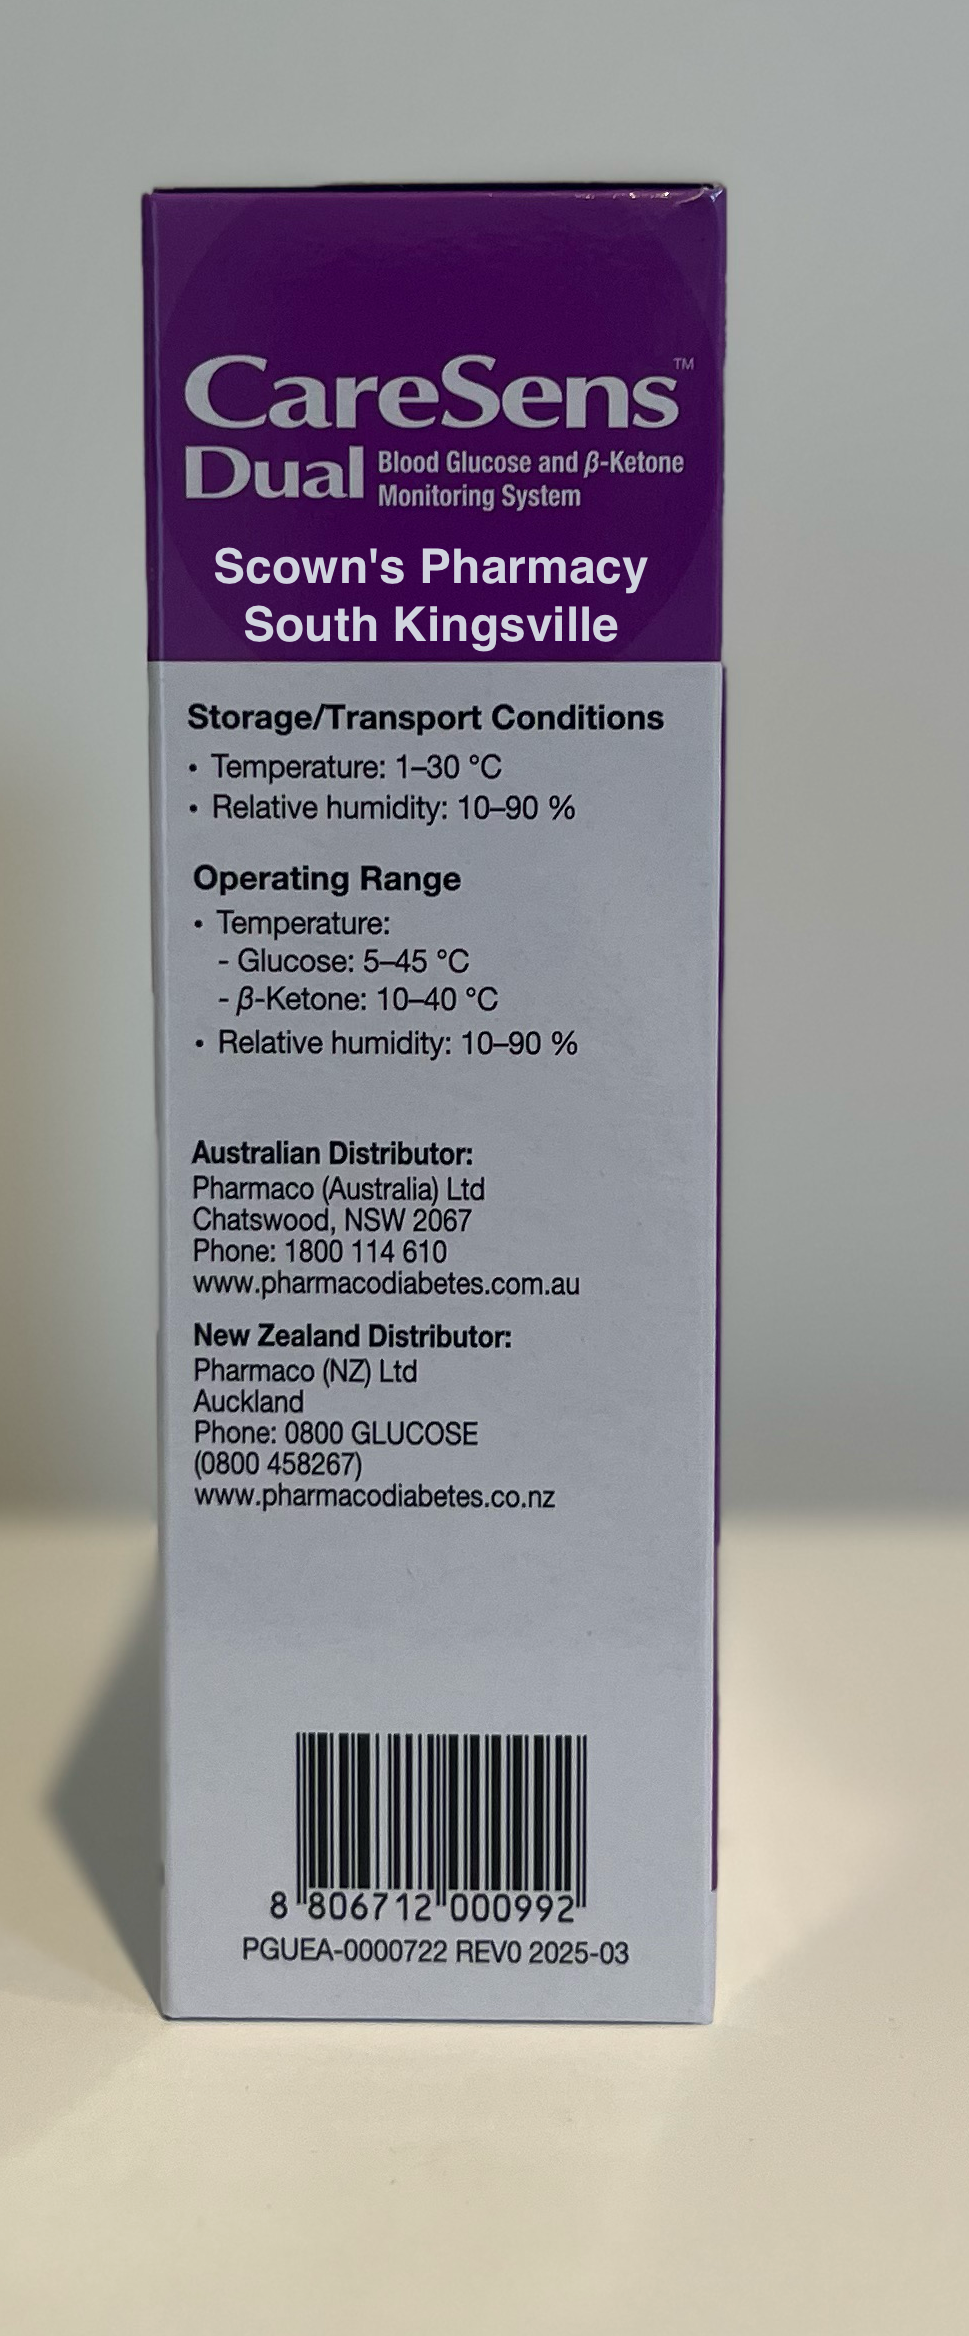 CareSens™
Dual Blood Glucose and β-Ketone
Monitoring System
Scown's Pharmacy
South Kingsville
Storage/Transport Conditions
• Temperature: 1–30 °C
• Relative humidity: 10–90 %
Operating Range
• Temperature:
- Glucose: 5–45 °C
- β-Ketone: 10–40 °C
• Relative humidity: 10–90 %
Australian Distributor:
Pharmaco (Australia) Ltd
Chatswood, NSW 2067
Phone: 1800 114 610
www.pharmacodiabetes.com.au
New Zealand Distributor:
Pharmaco (NZ) Ltd
Auckland
Phone: 0800 GLUCOSE
(0800 458267)
www.pharmacodiabetes.co.nz
8 806712 000992
PGUEA-0000722 REV0 2025-03